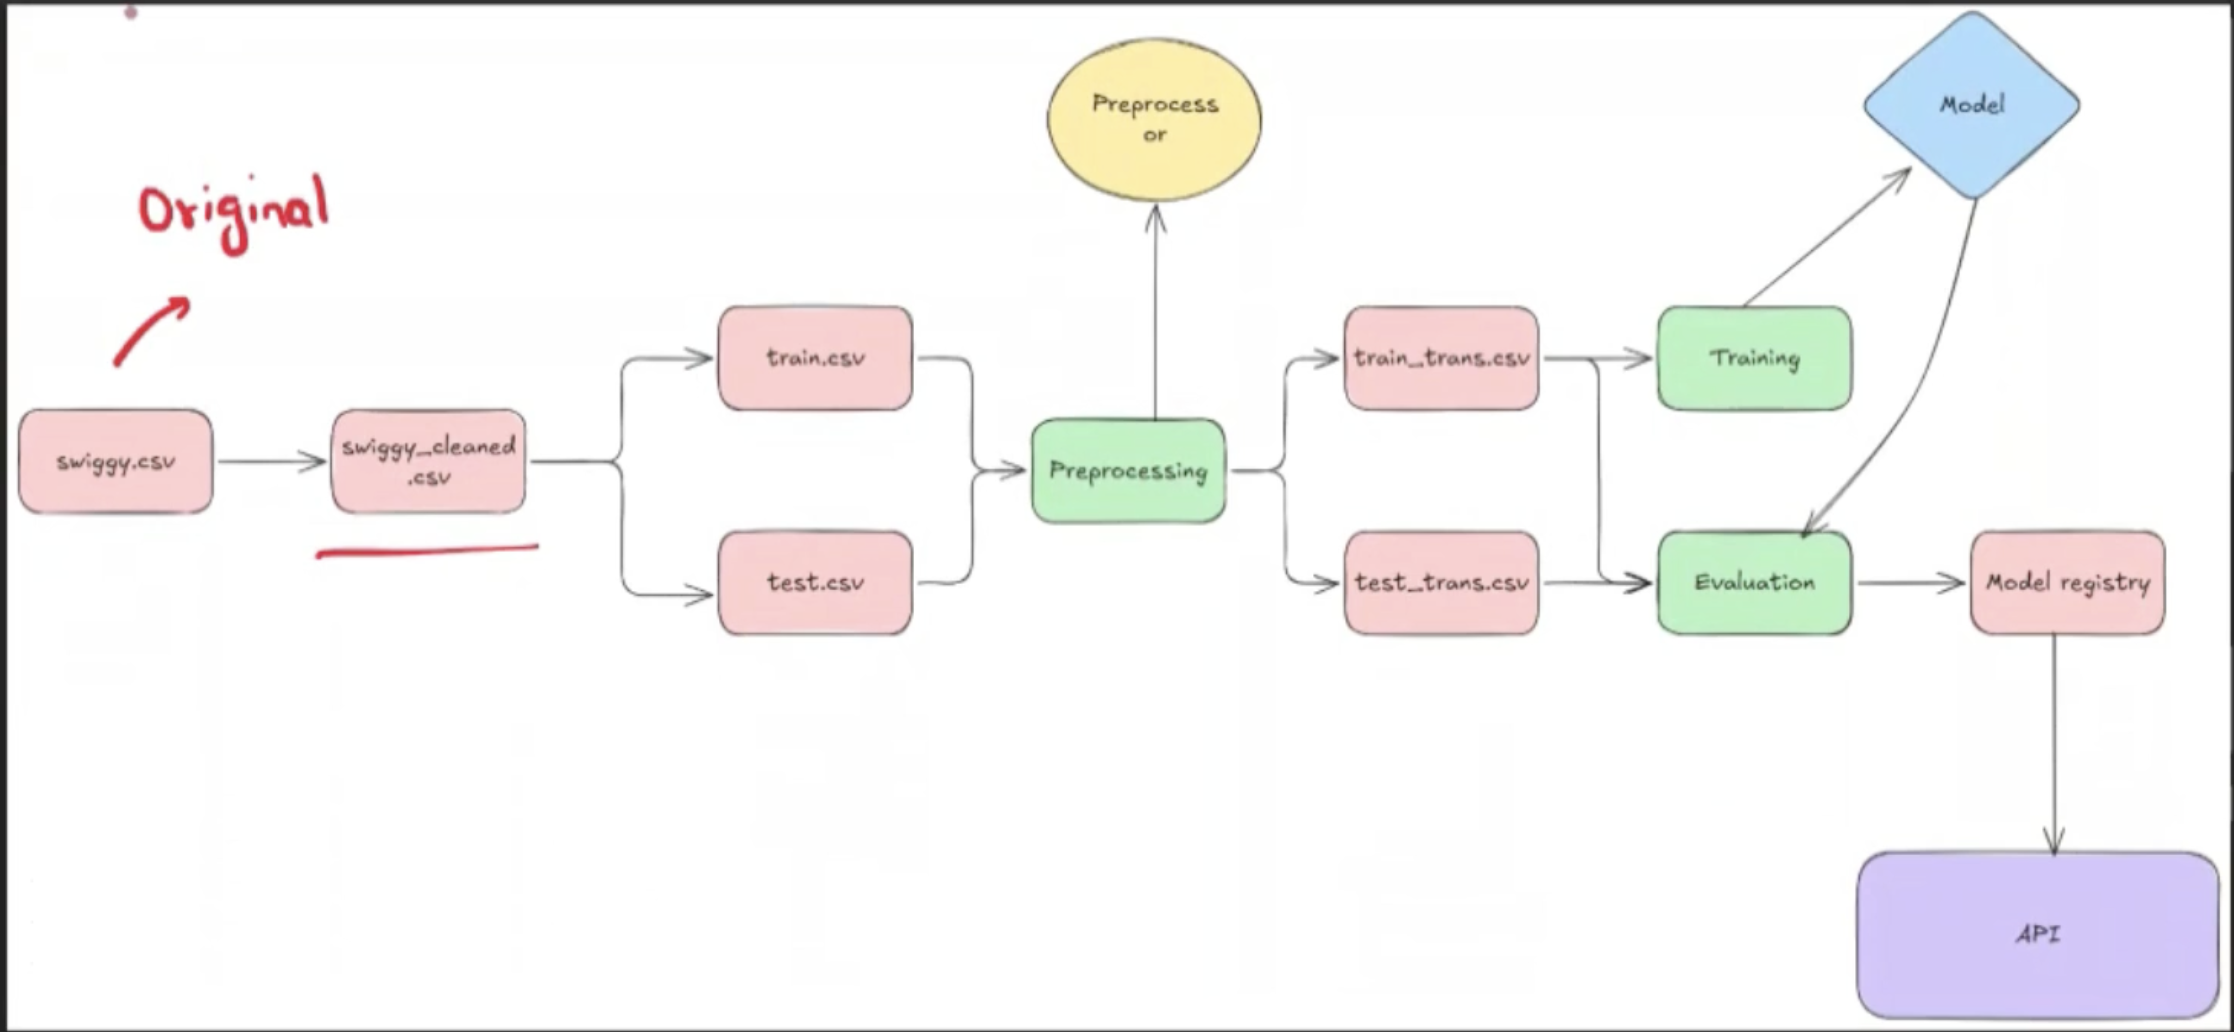 Original
swiggy.csv
swiggy_cleaned
.csv
train.csv
test.csv
Preprocess
or
Preprocessing
train_trans.csv
test_trans.csv
Training
Model
Evaluation
Model registry
API